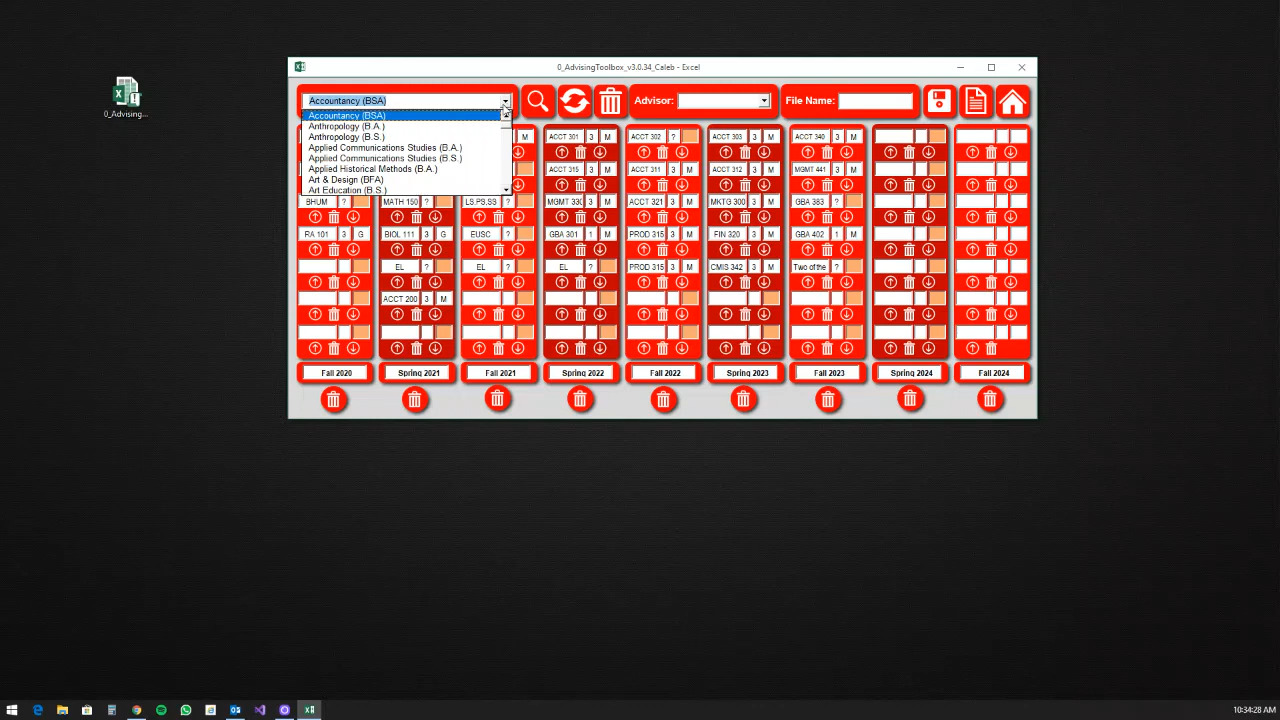 0_AdvisingToolbox_v3.0.34_Caleb - Excel
0_Advising...
Accountancy (BSA)
Advisor:
File Name:
Accountancy (BSA)
Anthropology (B.A.)
Anthropology (B.S.)
Applied Communications Studies (B.A.)
Applied Communications Studies (B.S.)
Applied Historical Methods (B.A.)
Art & Design (BFA)
Art Education (B.S.)
M ACCT 301 3 M ACCT 302 ? ACCT 303 3 M ACCT 340 3 M
ACCT 315 3 M ACCT 311 3 M ACCT 312 3 M MGMT 441 3 M
BHUM ? MATH 150 ? LS,PS,SS MGMT 330 3 M ACCT 321 3 M MKTG 300 3 M GBA 383 ?
RA 101 3 G BIOL 111 3 G EUSC ? GBA 301 1 M PROD 315 3 M FIN 320 3 M GBA 402 1 M
EL ? EL ? EL ? PROD 315 3 M CMIS 342 3 M Two of the ?
ACCT 200 3 M
Fall 2020 Spring 2021 Fall 2021 Spring 2022 Fall 2022 Spring 2023 Fall 2023 Spring 2024 Fall 2024
10:34:28 AM